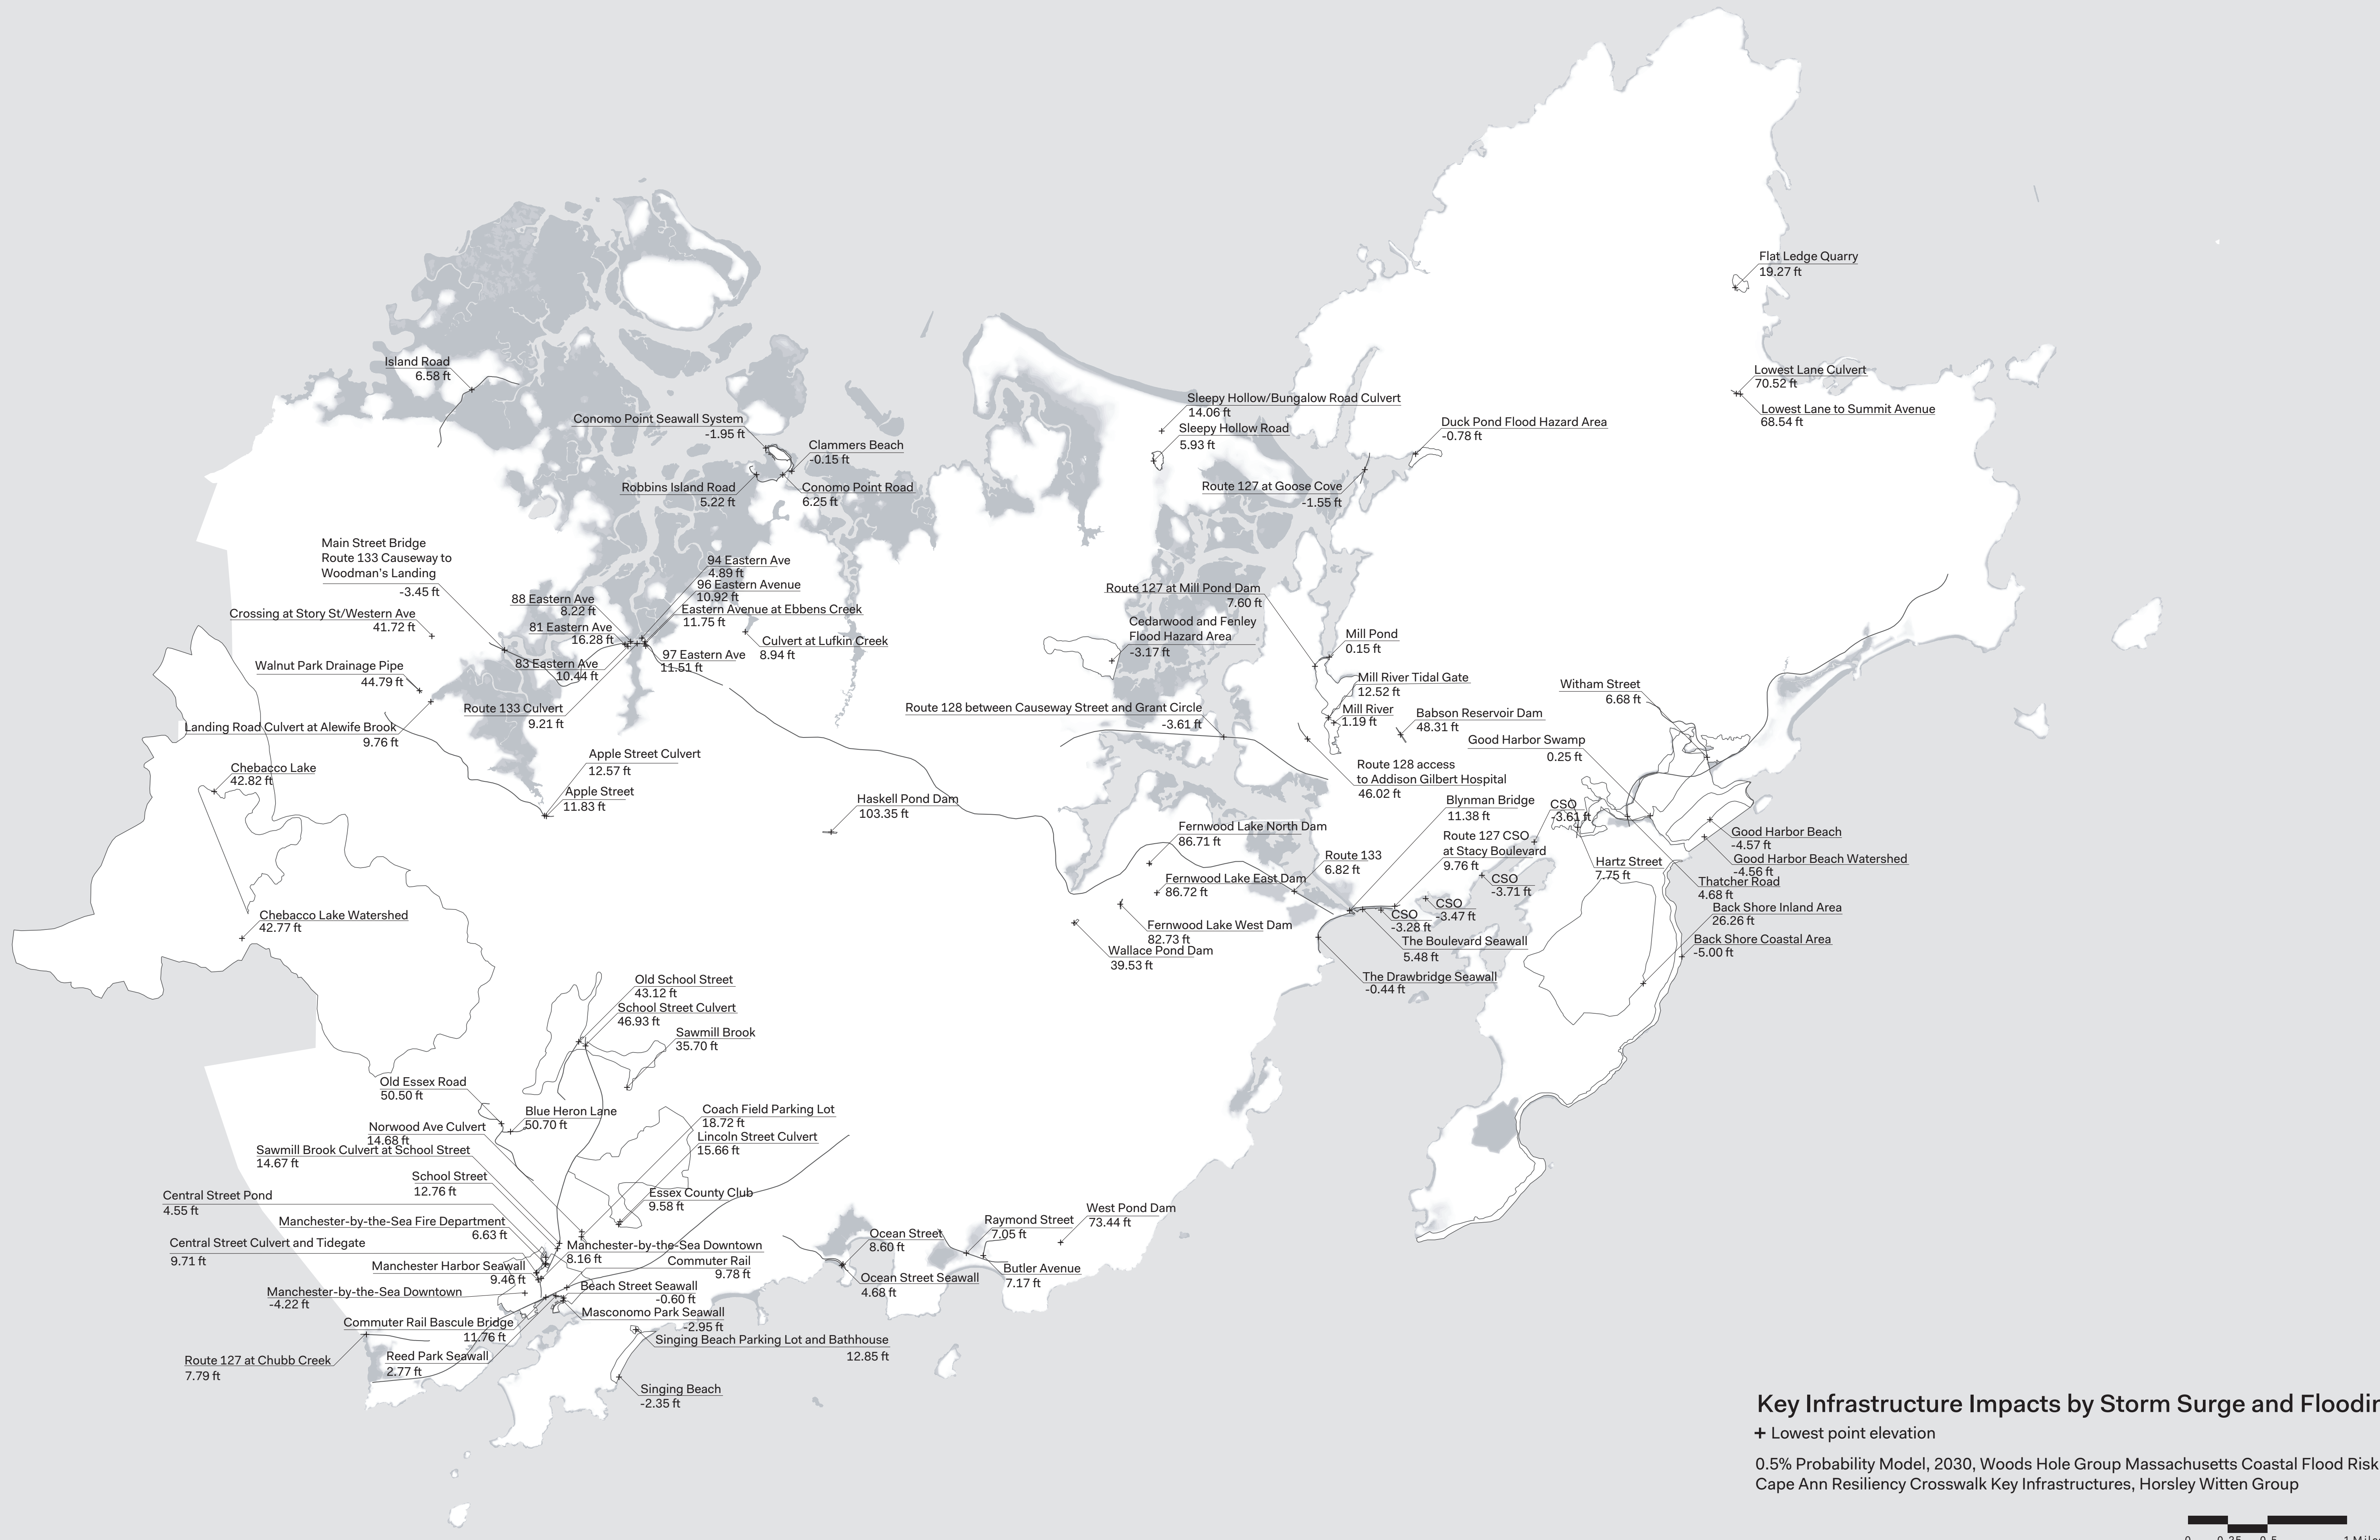 Flat Ledge Quarry
19.27 ft
Island Road
6.58 ft
Lowest Lane Culvert
70.52 ft
Lowest Lane to Summit Avenue
68.54 ft
Sleepy Hollow/Bungalow Road Culvert
14.06 ft
Sleepy Hollow Road
5.93 ft
Duck Pond Flood Hazard Area
-0.78 ft
Conomo Point Seawall System
-1.95 ft
Clammers Beach
-0.15 ft
Robbins Island Road
5.22 ft
Conomo Point Road
6.25 ft
Route 127 at Goose Cove
-1.55 ft
Main Street Bridge
Route 133 Causeway to
Woodman's Landing
-3.45 ft
94 Eastern Ave
4.89 ft
96 Eastern Avenue
10.92 ft
88 Eastern Ave
8.22 ft
Eastern Avenue at Ebbens Creek
11.75 ft
Crossing at Story St/Western Ave
41.72 ft
81 Eastern Ave
16.28 ft
Culvert at Lufkin Creek
8.94 ft
97 Eastern Ave
11.51 ft
83 Eastern Ave
10.44 ft
Walnut Park Drainage Pipe
44.79 ft
Route 133 Culvert
9.21 ft
Landing Road Culvert at Alewife Brook
9.76 ft
Route 127 at Mill Pond Dam
7.60 ft
Cedarwood and Fenley
Flood Hazard Area
-3.17 ft
Mill Pond
0.15 ft
Mill River Tidal Gate
12.52 ft
Mill River
1.19 ft
Babson Reservoir Dam
48.31 ft
Route 128 between Causeway Street and Grant Circle
-3.61 ft
Witham Street
6.68 ft
Good Harbor Swamp
0.25 ft
Route 128 access
to Addison Gilbert Hospital
46.02 ft
Apple Street Culvert
12.57 ft
Apple Street
11.83 ft
Chebacco Lake
42.82 ft
Haskell Pond Dam
103.35 ft
Blynman Bridge
11.38 ft
CSO
-3.61 ft
Fernwood Lake North Dam
86.71 ft
Route 127 CSO
at Stacy Boulevard
9.76 ft
Good Harbor Beach
-4.57 ft
Good Harbor Beach Watershed
-4.56 ft
Route 133
6.82 ft
Hartz Street
7.75 ft
Fernwood Lake East Dam
86.72 ft
CSO
-3.71 ft
Thatcher Road
4.68 ft
CSO
-3.47 ft
Back Shore Inland Area
26.26 ft
CSO
-3.28 ft
Chebacco Lake Watershed
42.77 ft
Fernwood Lake West Dam
82.73 ft
The Boulevard Seawall
5.48 ft
Back Shore Coastal Area
-5.00 ft
Wallace Pond Dam
39.53 ft
The Drawbridge Seawall
-0.44 ft
Old School Street
43.12 ft
School Street Culvert
46.93 ft
Sawmill Brook
35.70 ft
Old Essex Road
50.50 ft
Blue Heron Lane
50.70 ft
Coach Field Parking Lot
18.72 ft
Norwood Ave Culvert
14.68 ft
Lincoln Street Culvert
15.66 ft
Sawmill Brook Culvert at School Street
14.67 ft
School Street
12.76 ft
Central Street Pond
4.55 ft
Essex County Club
9.58 ft
Manchester-by-the-Sea Fire Department
6.63 ft
Central Street Culvert and Tidegate
9.71 ft
Manchester-by-the-Sea Downtown
8.16 ft
Manchester Harbor Seawall
9.46 ft
Commuter Rail
9.78 ft
Manchester-by-the-Sea Downtown
-4.22 ft
Beach Street Seawall
-0.60 ft
Masconomo Park Seawall
-2.95 ft
Commuter Rail Bascule Bridge
11.76 ft
Singing Beach Parking Lot and Bathhouse
12.85 ft
Route 127 at Chubb Creek
7.79 ft
Reed Park Seawall
2.77 ft
Singing Beach
-2.35 ft
Ocean Street
8.60 ft
Ocean Street Seawall
4.68 ft
Raymond Street
7.05 ft
West Pond Dam
73.44 ft
Butler Avenue
7.17 ft
Key Infrastructure Impacts by Storm Surge and Floodin
+ Lowest point elevation
0.5% Probability Model, 2030, Woods Hole Group Massachusetts Coastal Flood Risk
Cape Ann Resiliency Crosswalk Key Infrastructures, Horsley Witten Group